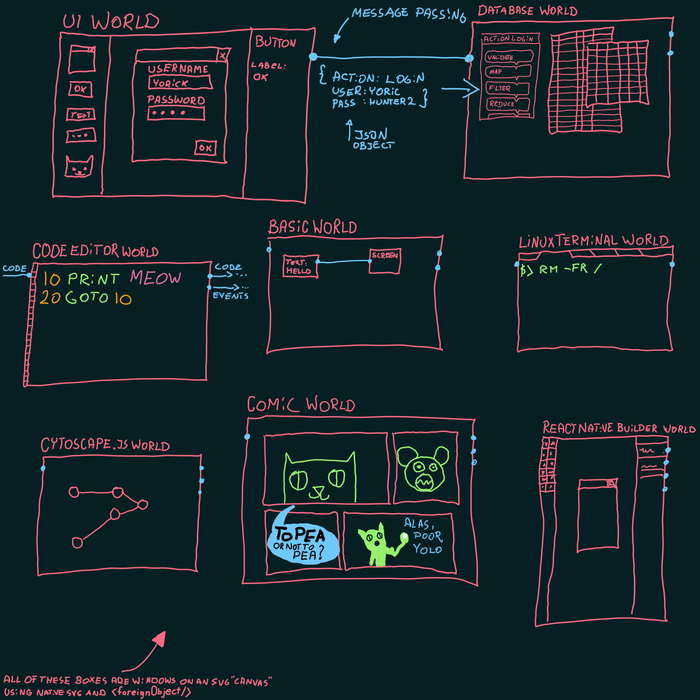 UI WORLD
USERNAME
YORICK
PASSWORD
OK
OK
TEXT
X
BUTTON
LABEL:
OK
MESSAGE PASSING
{ ACTION: LOGIN
USER: YORIC
PASS : HUNTER2 }
JSON
OBJECT
DATABASE WORLD
ACTION LOGIN
VALIDATE
MAP
FILTER
REDUCE
CODE EDITOR WORLD
CODE
10 PRINT MEOW
20 GOTO 10
CODE
...
...
EVENTS
BASIC WORLD
TEXT:
HELLO
SCREEN
LINUX TERMINAL WORLD
$> RM -FR /
CYTOSCAPE.JS WORLD
COMIC WORLD
TO PEA
OR NOT TO
PEA?
ALAS,
POOR
YOLO
REACT NATIVE BUILDER WORLD
ALL OF THESE BOXES ARE WINDOWS ON AN SVG "CANVAS"
USING NATIVE SVG AND <foreignObject/>